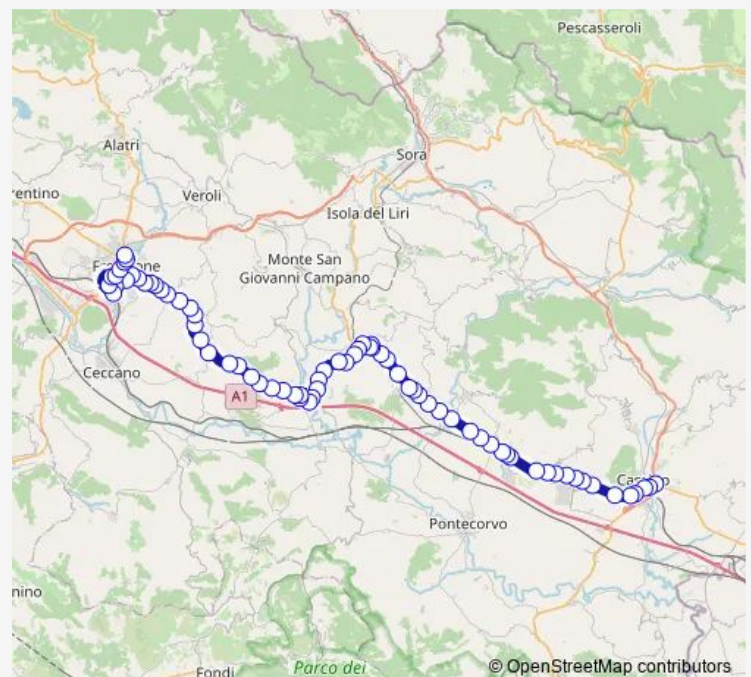 Pescasseroli
Alatri
Sora
rentino
Veroli
Isola del Liri
Monte San
Giovanni Campano
Ceccano
A1
Pontecorvo
nino
Fondi
Parco dei
© OpenStreetMap contributors